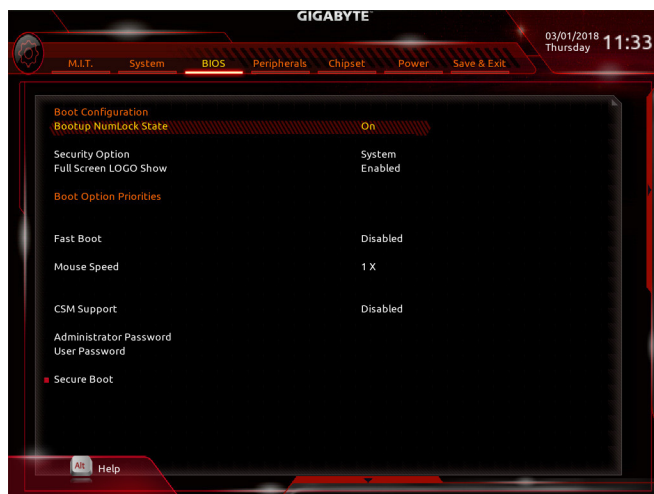 GIGABYTE™
03/01/2018 11:33
Thursday
M.I.T. System BIOS Peripherals Chipset Power Save & Exit
Boot Configuration
Bootup NumLock State On
Security Option System
Full Screen LOGO Show Enabled
Boot Option Priorities
Fast Boot Disabled
Mouse Speed 1 X
CSM Support Disabled
Administrator Password
User Password
Secure Boot
Alt Help